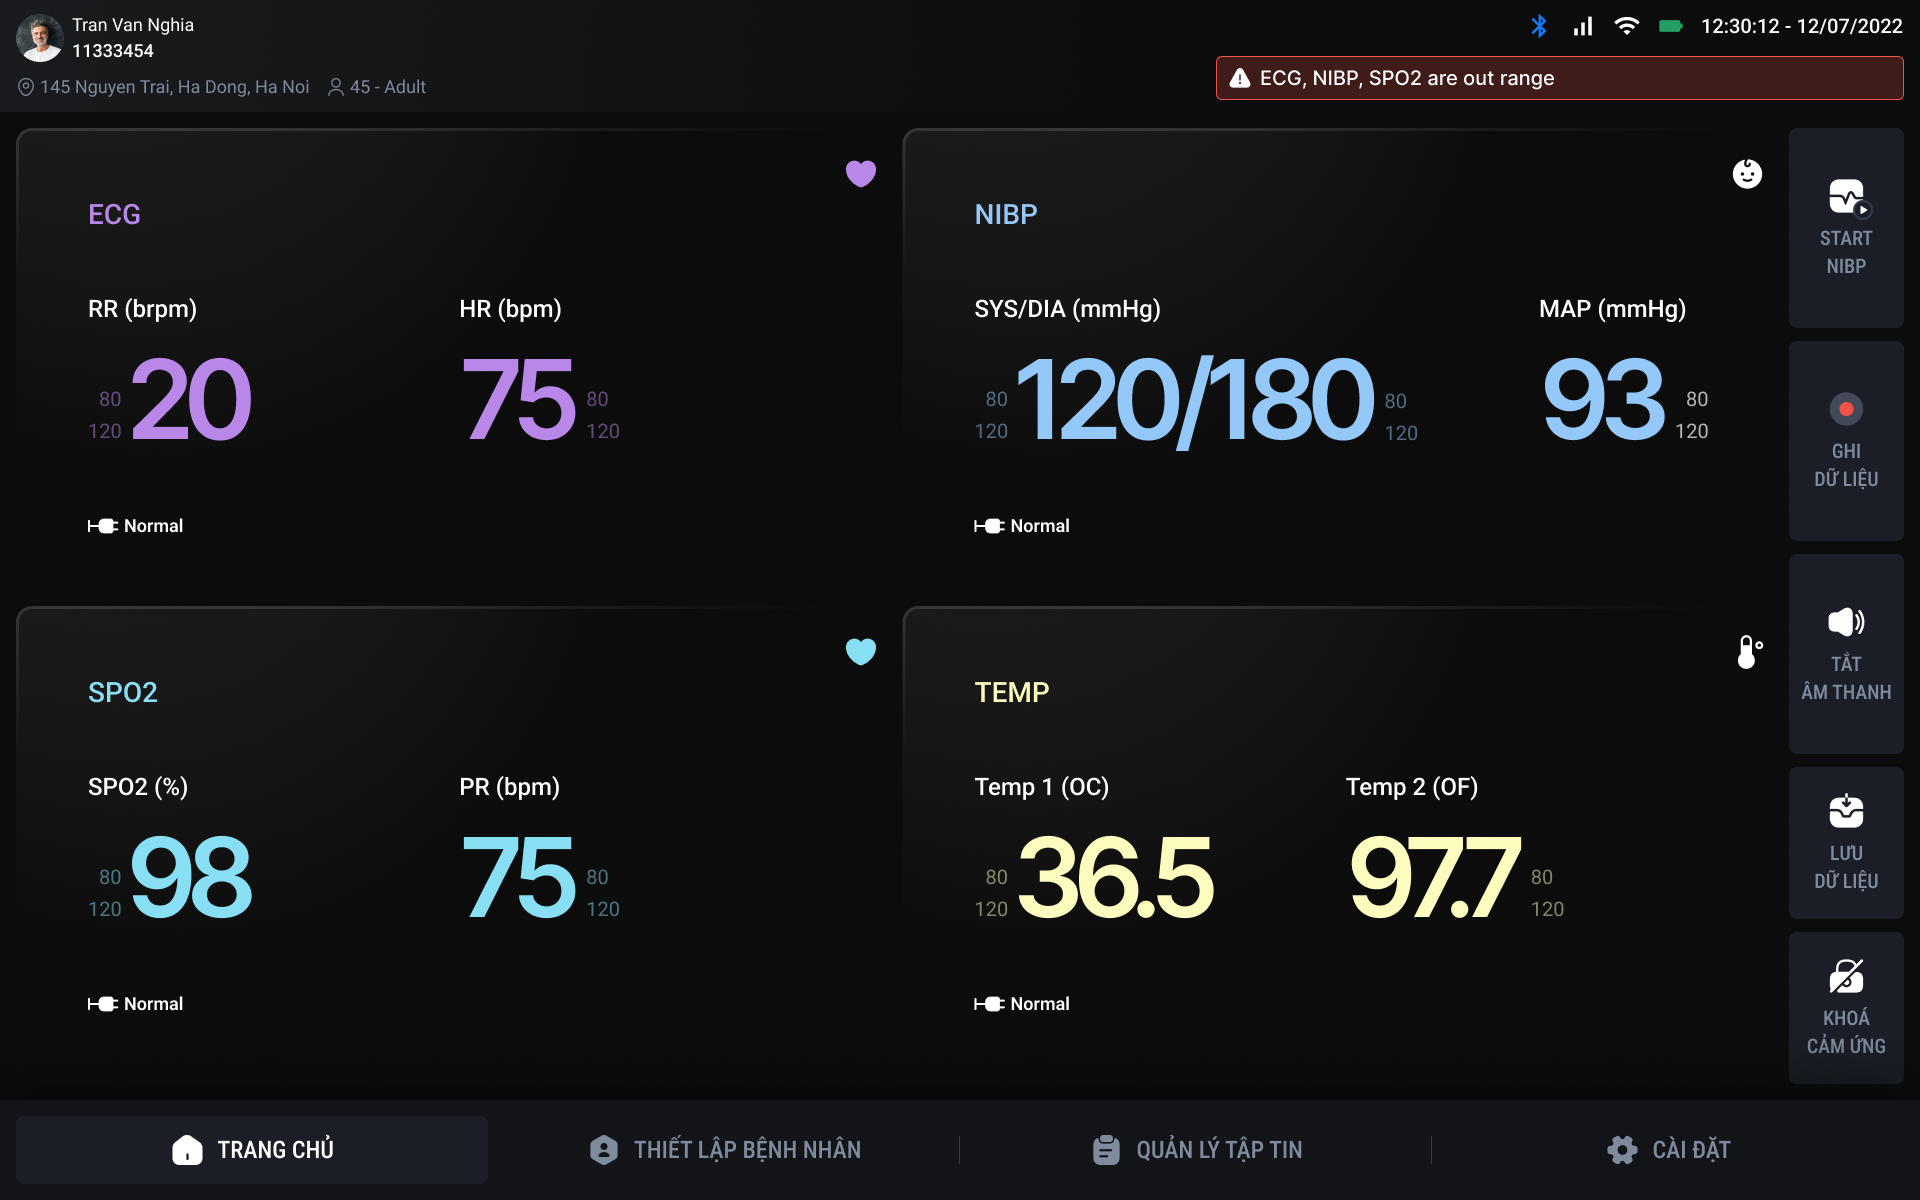 Tran Van Nghia
11333454
145 Nguyen Trai, Ha Dong, Ha Noi
45 - Adult
12:30:12 - 12/07/2022
ECG, NIBP, SPO2 are out range
ECG
RR (brpm)
80
120
20
HR (bpm)
75
80
120
Normal
NIBP
SYS/DIA (mmHg)
80
120
120/180
80
120
MAP (mmHg)
93
80
120
Normal
SPO2
SPO2 (%)
80
120
98
PR (bpm)
75
80
120
Normal
TEMP
Temp 1 (OC)
80
120
36.5
Temp 2 (OF)
97.7
80
120
Normal
START
NIBP
GHI
DỮ LIỆU
TẮT
ÂM THANH
LƯU
DỮ LIỆU
KHOÁ
CẢM ỨNG
TRANG CHỦ
THIẾT LẬP BỆNH NHÂN
QUẢN LÝ TẬP TIN
CÀI ĐẶT